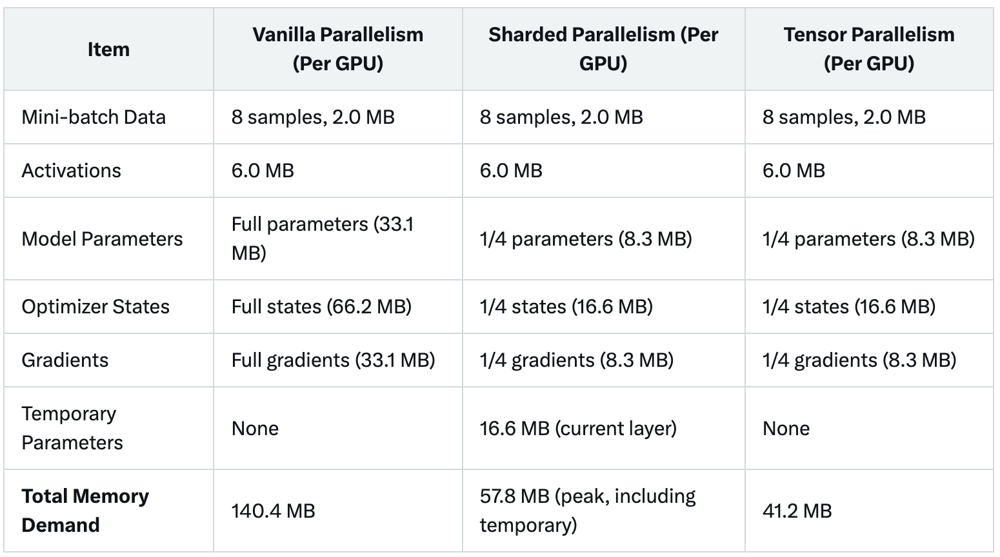 Item
Vanilla Parallelism
(Per GPU)
Sharded Parallelism (Per
GPU)
Tensor Parallelism
(Per GPU)
Mini-batch Data
8 samples, 2.0 MB
8 samples, 2.0 MB
8 samples, 2.0 MB
Activations
6.0 MB
6.0 MB
6.0 MB
Model Parameters
Full parameters (33.1
MB)
1/4 parameters (8.3 MB)
1/4 parameters (8.3 MB)
Optimizer States
Full states (66.2 MB)
1/4 states (16.6 MB)
1/4 states (16.6 MB)
Gradients
Full gradients (33.1 MB)
1/4 gradients (8.3 MB)
1/4 gradients (8.3 MB)
Temporary
Parameters
None
16.6 MB (current layer)
None
Total Memory
Demand
140.4 MB
57.8 MB (peak, including
temporary)
41.2 MB